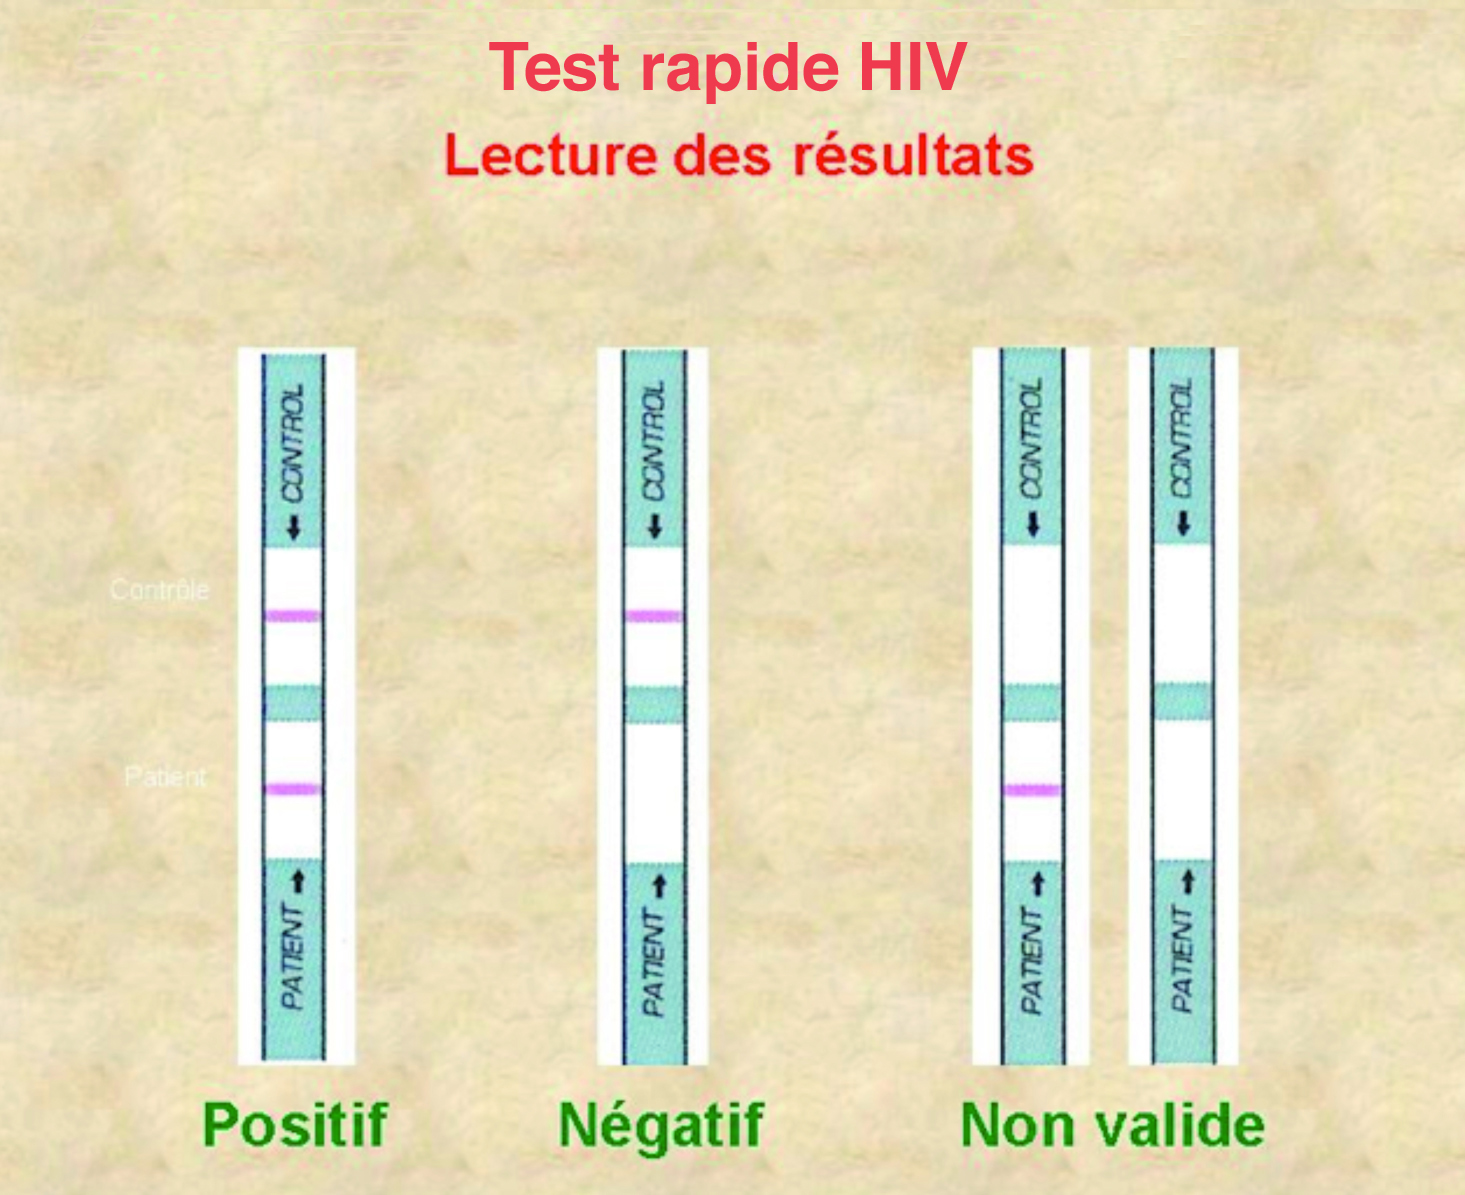 Test rapide HIV
Lecture des résultats
CONTROL
CONTROL
CONTROL
CONTROL
Contrôle
Patient
PATIENT
PATIENT
PATIENT
PATIENT
Positif
Négatif
Non valide